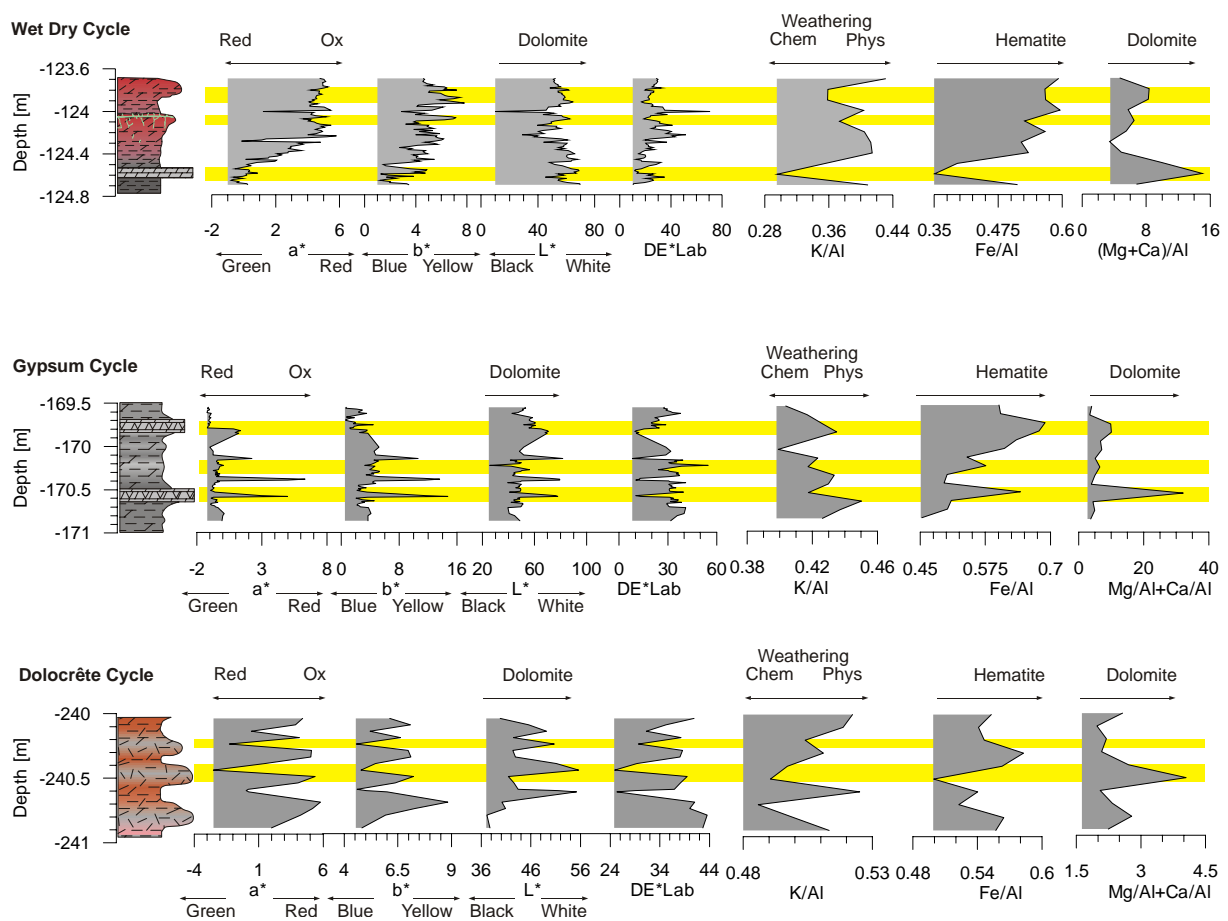 Wet Dry Cycle
Red Ox
Dolomite
Weathering
Chem Phys
Hematite
Dolomite
Depth [m]
-123.6
-124
-124.4
-124.8
-2 2 6
0 4 8
0 40 80
0 40 80
0.28 0.36 0.44
0.35 0.475 0.6
0 8 16
a* b* L* DE*Lab K/Al Fe/Al (Mg+Ca)/Al
Green Red Blue Yellow Black White
Gypsum Cycle
Red Ox
Dolomite
Weathering
Chem Phys
Hematite
Dolomite
Depth [m]
-169.5
-170
-170.5
-171
-2 3 8
0 8 16
20 60 100
0 30 60
0.38 0.42 0.46
0.45 0.575 0.7
0 20 40
a* b* L* DE*Lab K/Al Fe/Al Mg/Al+Ca/Al
Green Red Blue Yellow Black White
Dolocrête Cycle
Red Ox
Dolomite
Weathering
Chem Phys
Hematite
Dolomite
Depth [m]
-240
-240.5
-241
-4 1 6
4 6.5 9
36 46 56
24 34 44
0.48 0.53
0.48 0.54 0.6
1.5 3 4.5
a* b* L* DE*Lab K/Al Fe/Al Mg/Al+Ca/Al
Green Red Blue Yellow Black White